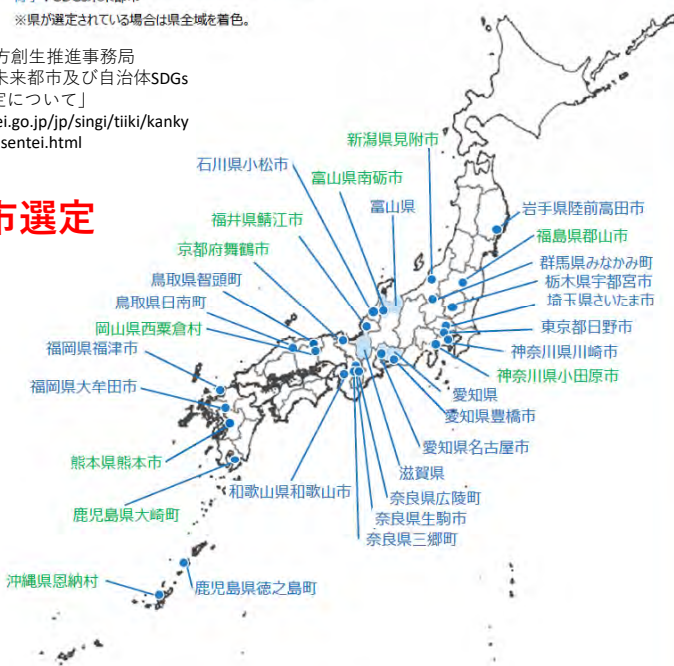 ※県が選定されている場合は県全域を着色。
方創生推進事務局
未来都市及び自治体SDGs
定について」
ei.go.jp/jp/singi/tiiki/kanky
sentei.html
市選定
新潟県見附市
石川県小松市
富山県南砺市
富山県
福井県鯖江市
京都府舞鶴市
鳥取県智頭町
鳥取県日南町
岡山県西粟倉村
福岡県福津市
福岡県大牟田市
熊本県熊本市
鹿児島県大崎町
沖縄県恩納村
鹿児島県徳之島町
岩手県陸前高田市
福島県郡山市
群馬県みなかみ町
栃木県宇都宮市
埼玉県さいたま市
東京都日野市
神奈川県川崎市
神奈川県小田原市
愛知県
愛知県豊橋市
愛知県名古屋市
滋賀県
和歌山県和歌山市
奈良県広陵町
奈良県生駒市
奈良県三郷町